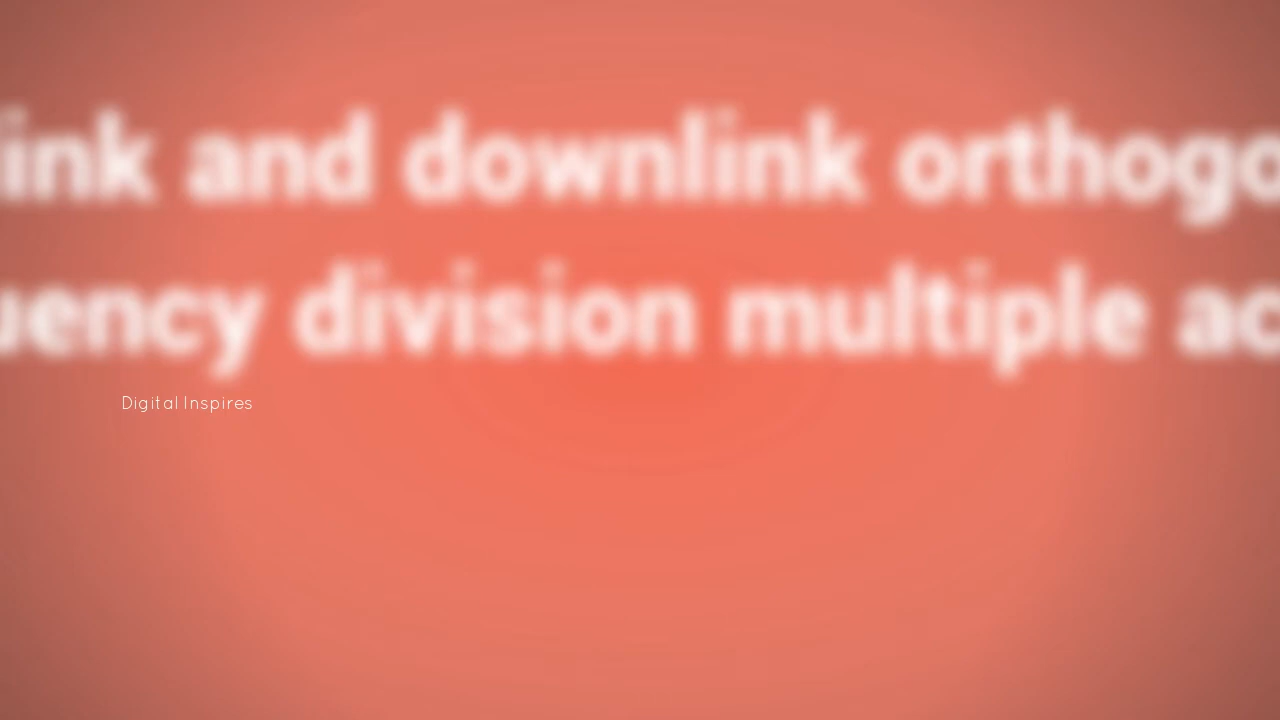 ink and downlink orthogo
uency division multiple ac
Digital Inspires